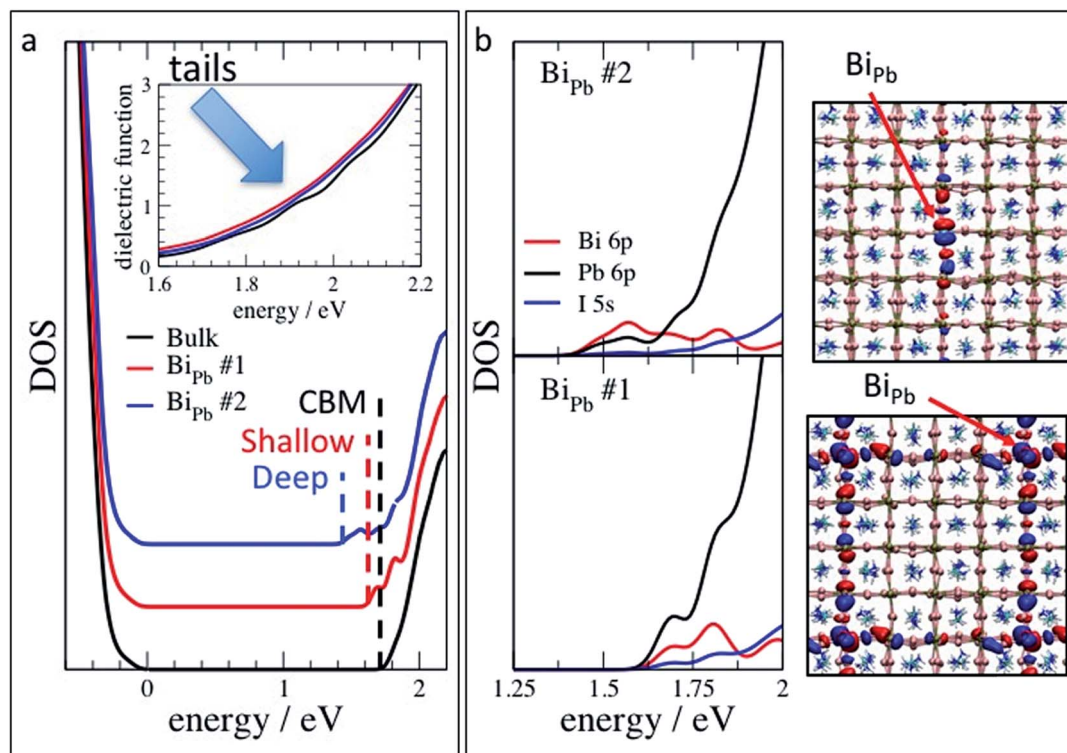 a
tails
3
2
1
0
dielectric function
1.6
1.8
2
2.2
energy / eV
DOS
Bulk
BiPb #1
BiPb #2
CBM
Shallow
Deep
0
1
2
energy / eV
b
BiPb #2
Bi 6p
Pb 6p
I 5s
DOS
BiPb #1
1.25
1.5
1.75
2
energy / eV
BiPb
BiPb